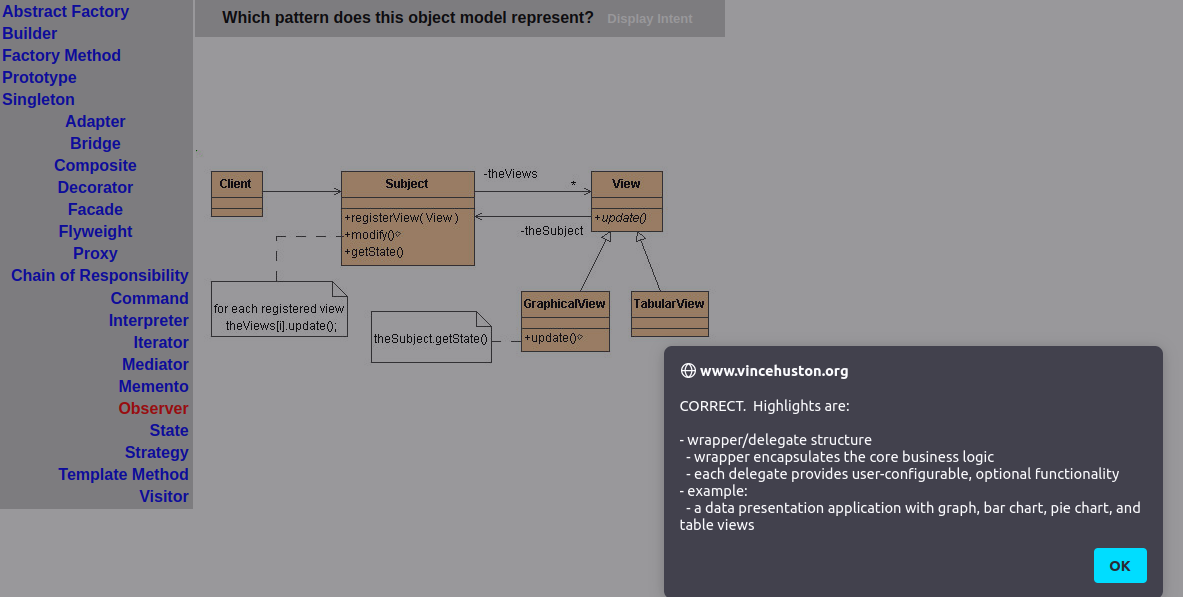 Abstract Factory
Builder
Factory Method
Prototype
Singleton
Adapter
Bridge
Composite
Decorator
Facade
Flyweight
Proxy
Chain of Responsibility
Command
Interpreter
Iterator
Mediator
Memento
Observer
State
Strategy
Template Method
Visitor
Which pattern does this object model represent? Display Intent
Client
Subject
+registerView( View )
+modify()
+getState()
-theViews
*
-theSubject
View
+update()
for each registered view
theViews[i].update();
theSubject.getState()
GraphicalView
+update()
TabularView
www.vincehuston.org
CORRECT.  Highlights are:
- wrapper/delegate structure
- wrapper encapsulates the core business logic
- each delegate provides user-configurable, optional functionality
- example:
- a data presentation application with graph, bar chart, pie chart, and
table views
OK